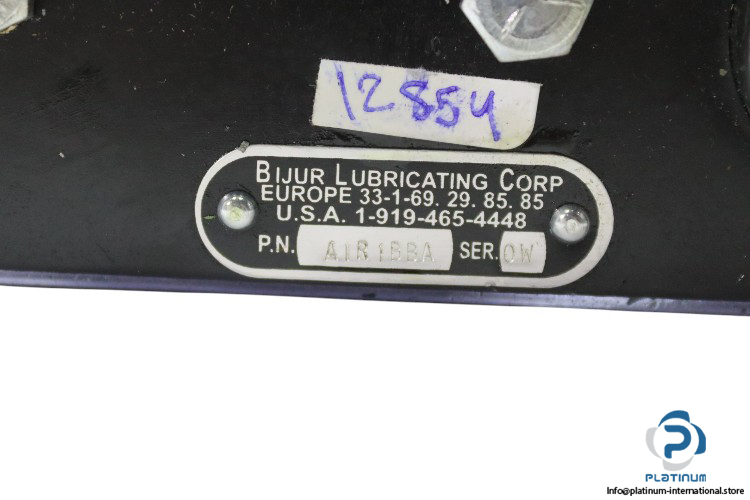 12854
BIJUR LUBRICATING CORP
EUROPE 33-1-69. 29. 85. 85
U.S.A. 1-919-465-4448
P.N. AIR1BBA SER. OW
PLATINUM
Info@platinum-international.store